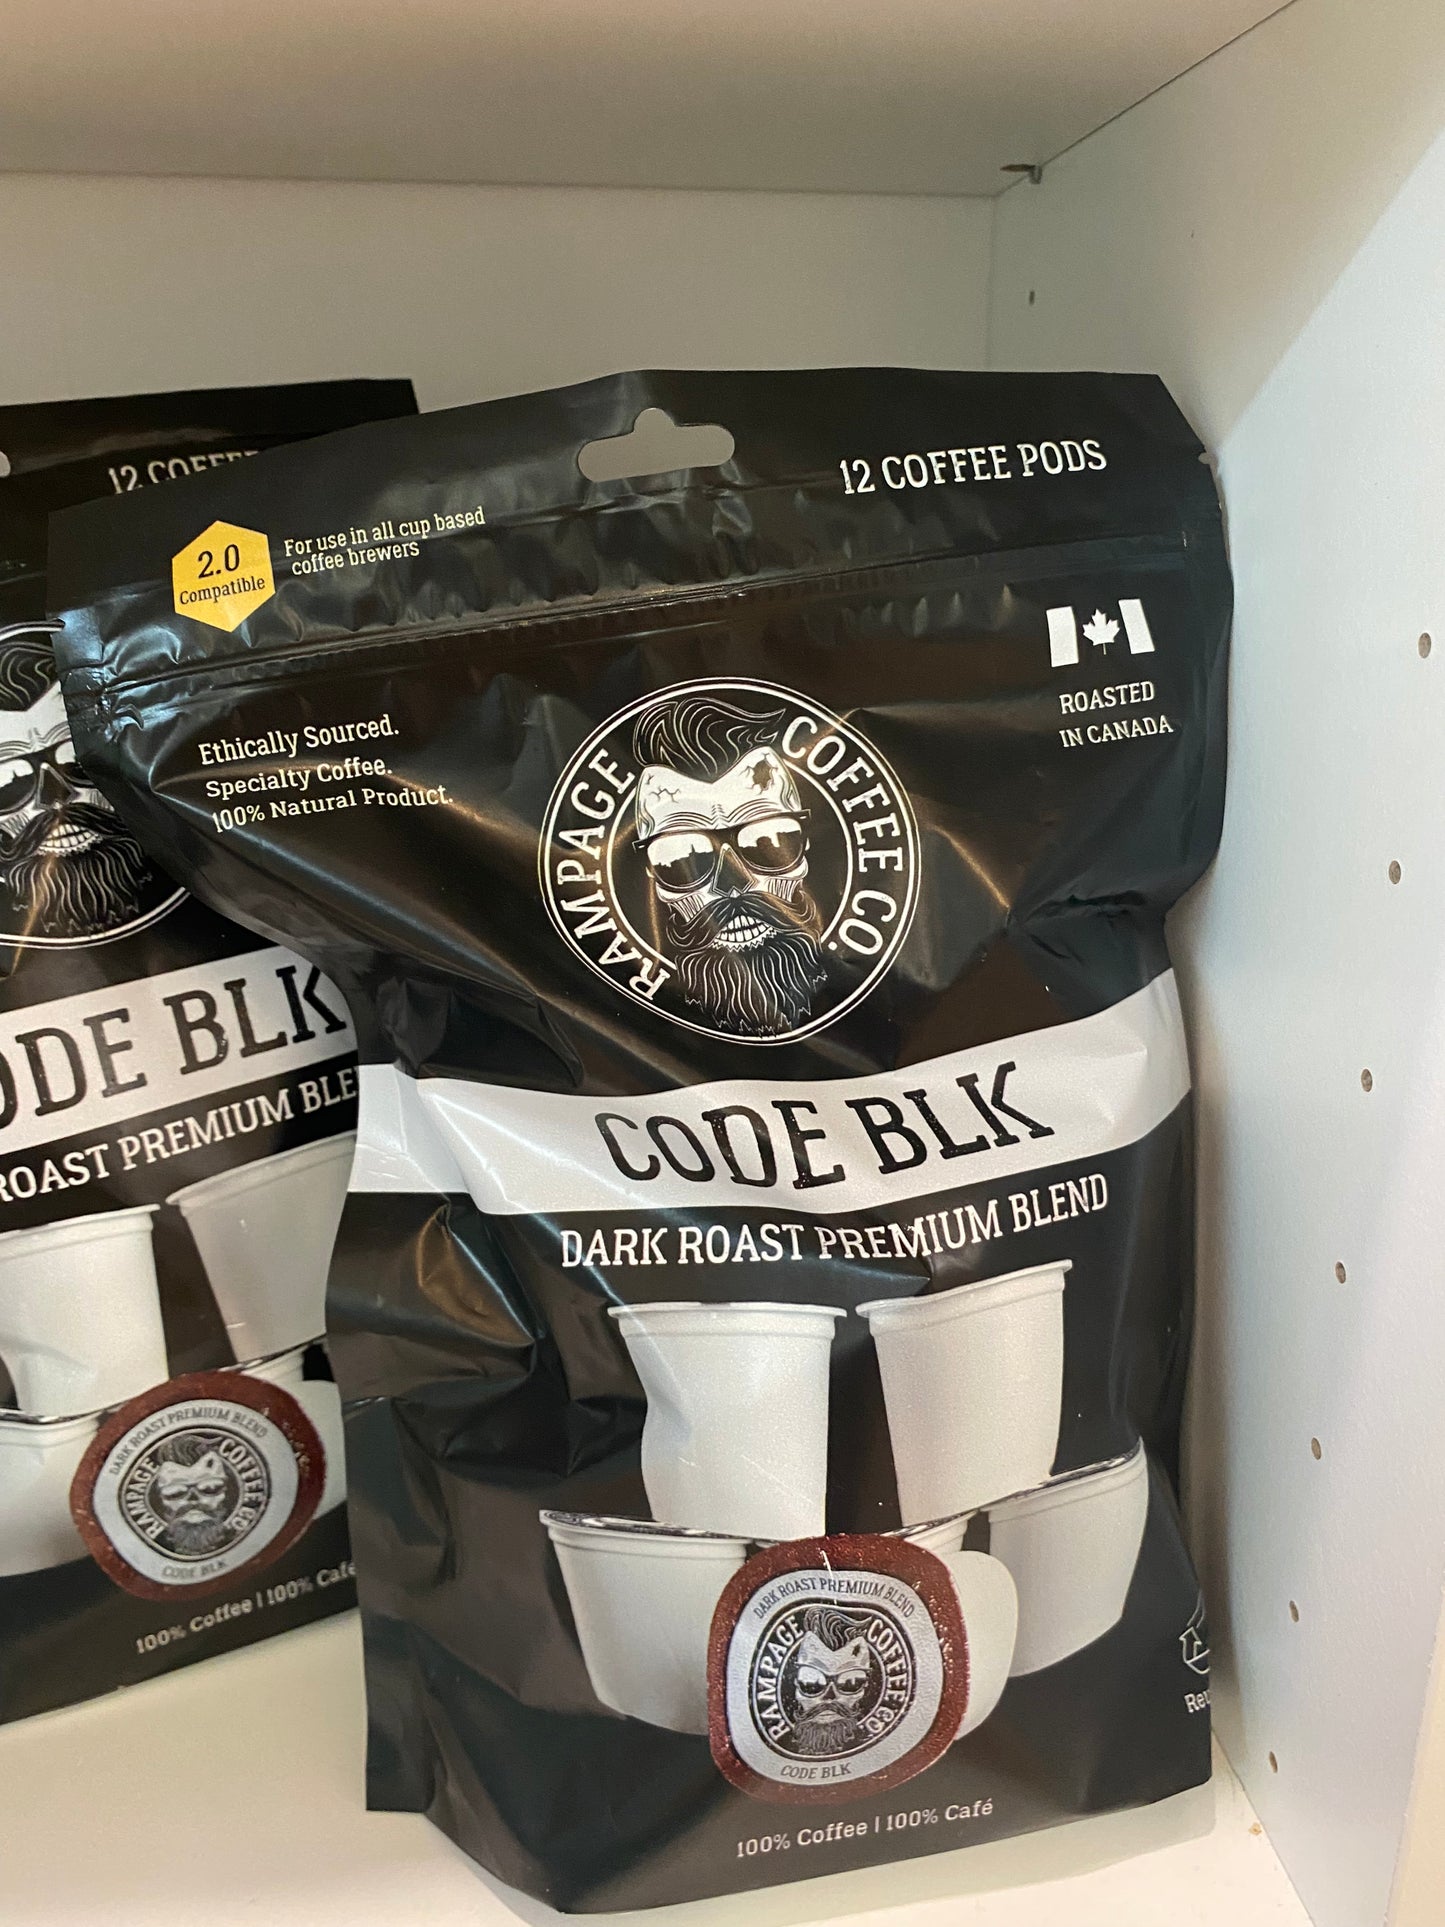 12 COFFEE PODS
2.0
Compatible
For use in all cup based
coffee brewers
ROASTED
IN CANADA
Ethically Sourced.
Specialty Coffee.
100% Natural Product.
RAMPAGE COFFEE CO.
CODE BLK
DARK ROAST PREMIUM BLEND
DARK ROAST PREMIUM BLEND
RAMPAGE COFFEE CO.
CODE BLK
100% Coffee | 100% Café
12 COFFEE
ODE BLK
ROAST PREMIUM BLE
DARK ROAST PREMIUM BLEND
RAMPAGE COFFEE CO.
CODE BLK
100% Coffee | 100% Café